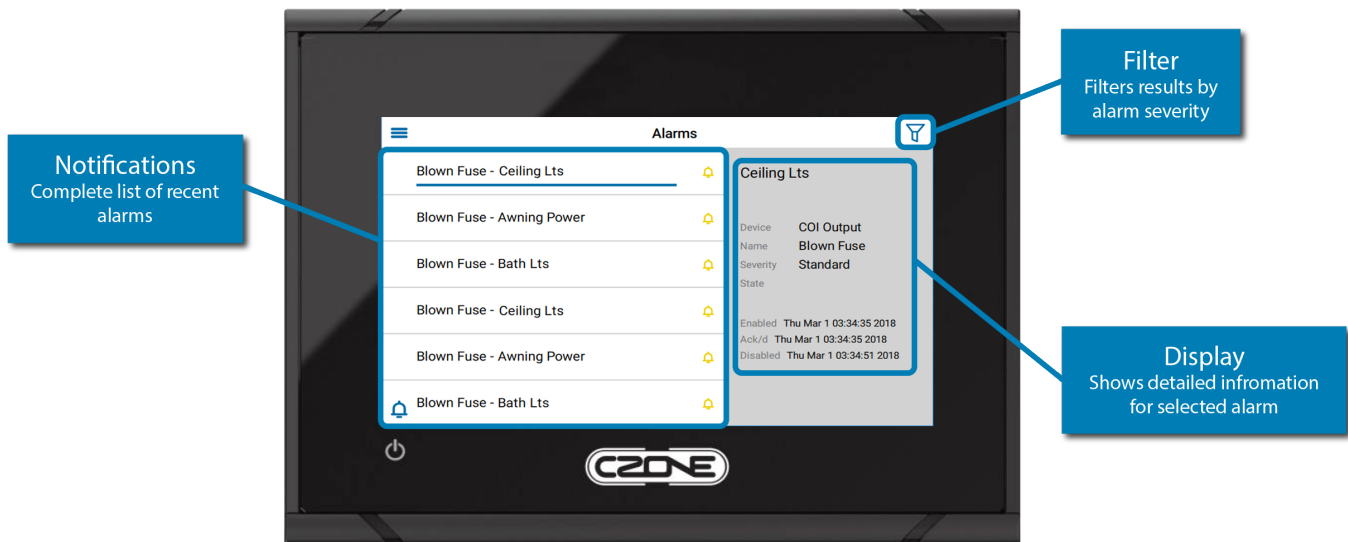 Filter
Filters results by
alarm severity
Notifications
Complete list of recent
alarms
Alarms
Blown Fuse - Ceiling Lts
Blown Fuse - Awning Power
Blown Fuse - Bath Lts
Blown Fuse - Ceiling Lts
Blown Fuse - Awning Power
Blown Fuse - Bath Lts
Ceiling Lts
Device COI Output
Name Blown Fuse
Severity Standard
State
Enabled Thu Mar 1 03:34:35 2018
Ack/d Thu Mar 1 03:34:35 2018
Disabled Thu Mar 1 03:34:51 2018
Display
Shows detailed infromation
for selected alarm
CZONE